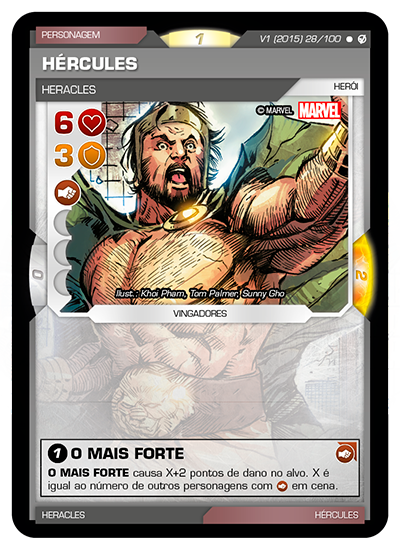 PERSONAGEM
1
V1 (2015) 28/100
HÉRCULES
HERACLES
HERÓI
6
© MARVEL MARVEL
3
0
2
Ilust.: Khoi Pham, Tom Palmer, Sunny Gho
VINGADORES
1 O MAIS FORTE
O MAIS FORTE causa X+2 pontos de dano no alvo. X é
igual ao número de outros personagens com em cena.
HERACLES
HÉRCULES